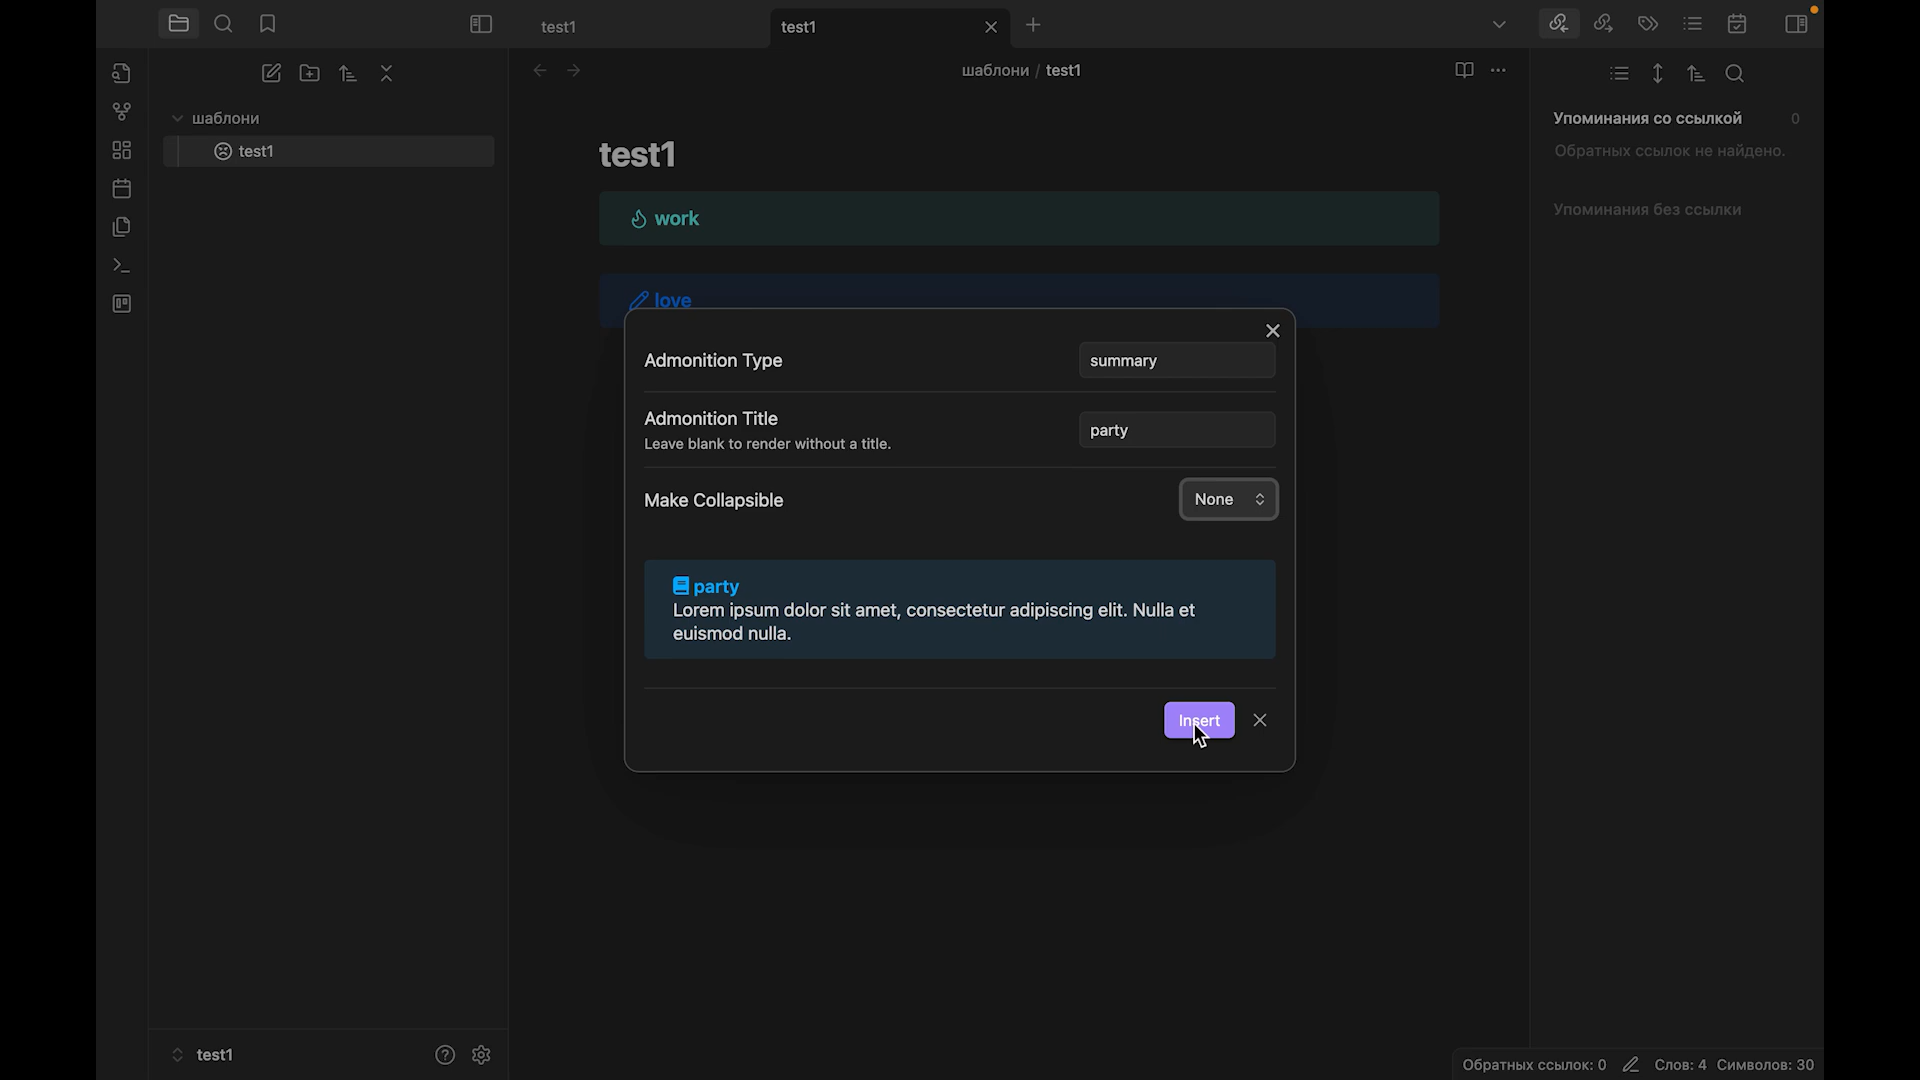 test1
test1
шаблони / test1
шаблони
test1
test1
work
love
Admonition Type
summary
Admonition Title
Leave blank to render without a title.
party
Make Collapsible
None
party
Lorem ipsum dolor sit amet, consectetur adipiscing elit. Nulla et
euismod nulla.
Insert
Упоминания со ссылкой 0
Обратных ссылок не найдено.
Упоминания без ссылки
test1
Обратных ссылок: 0 Слов: 4 Символов: 30